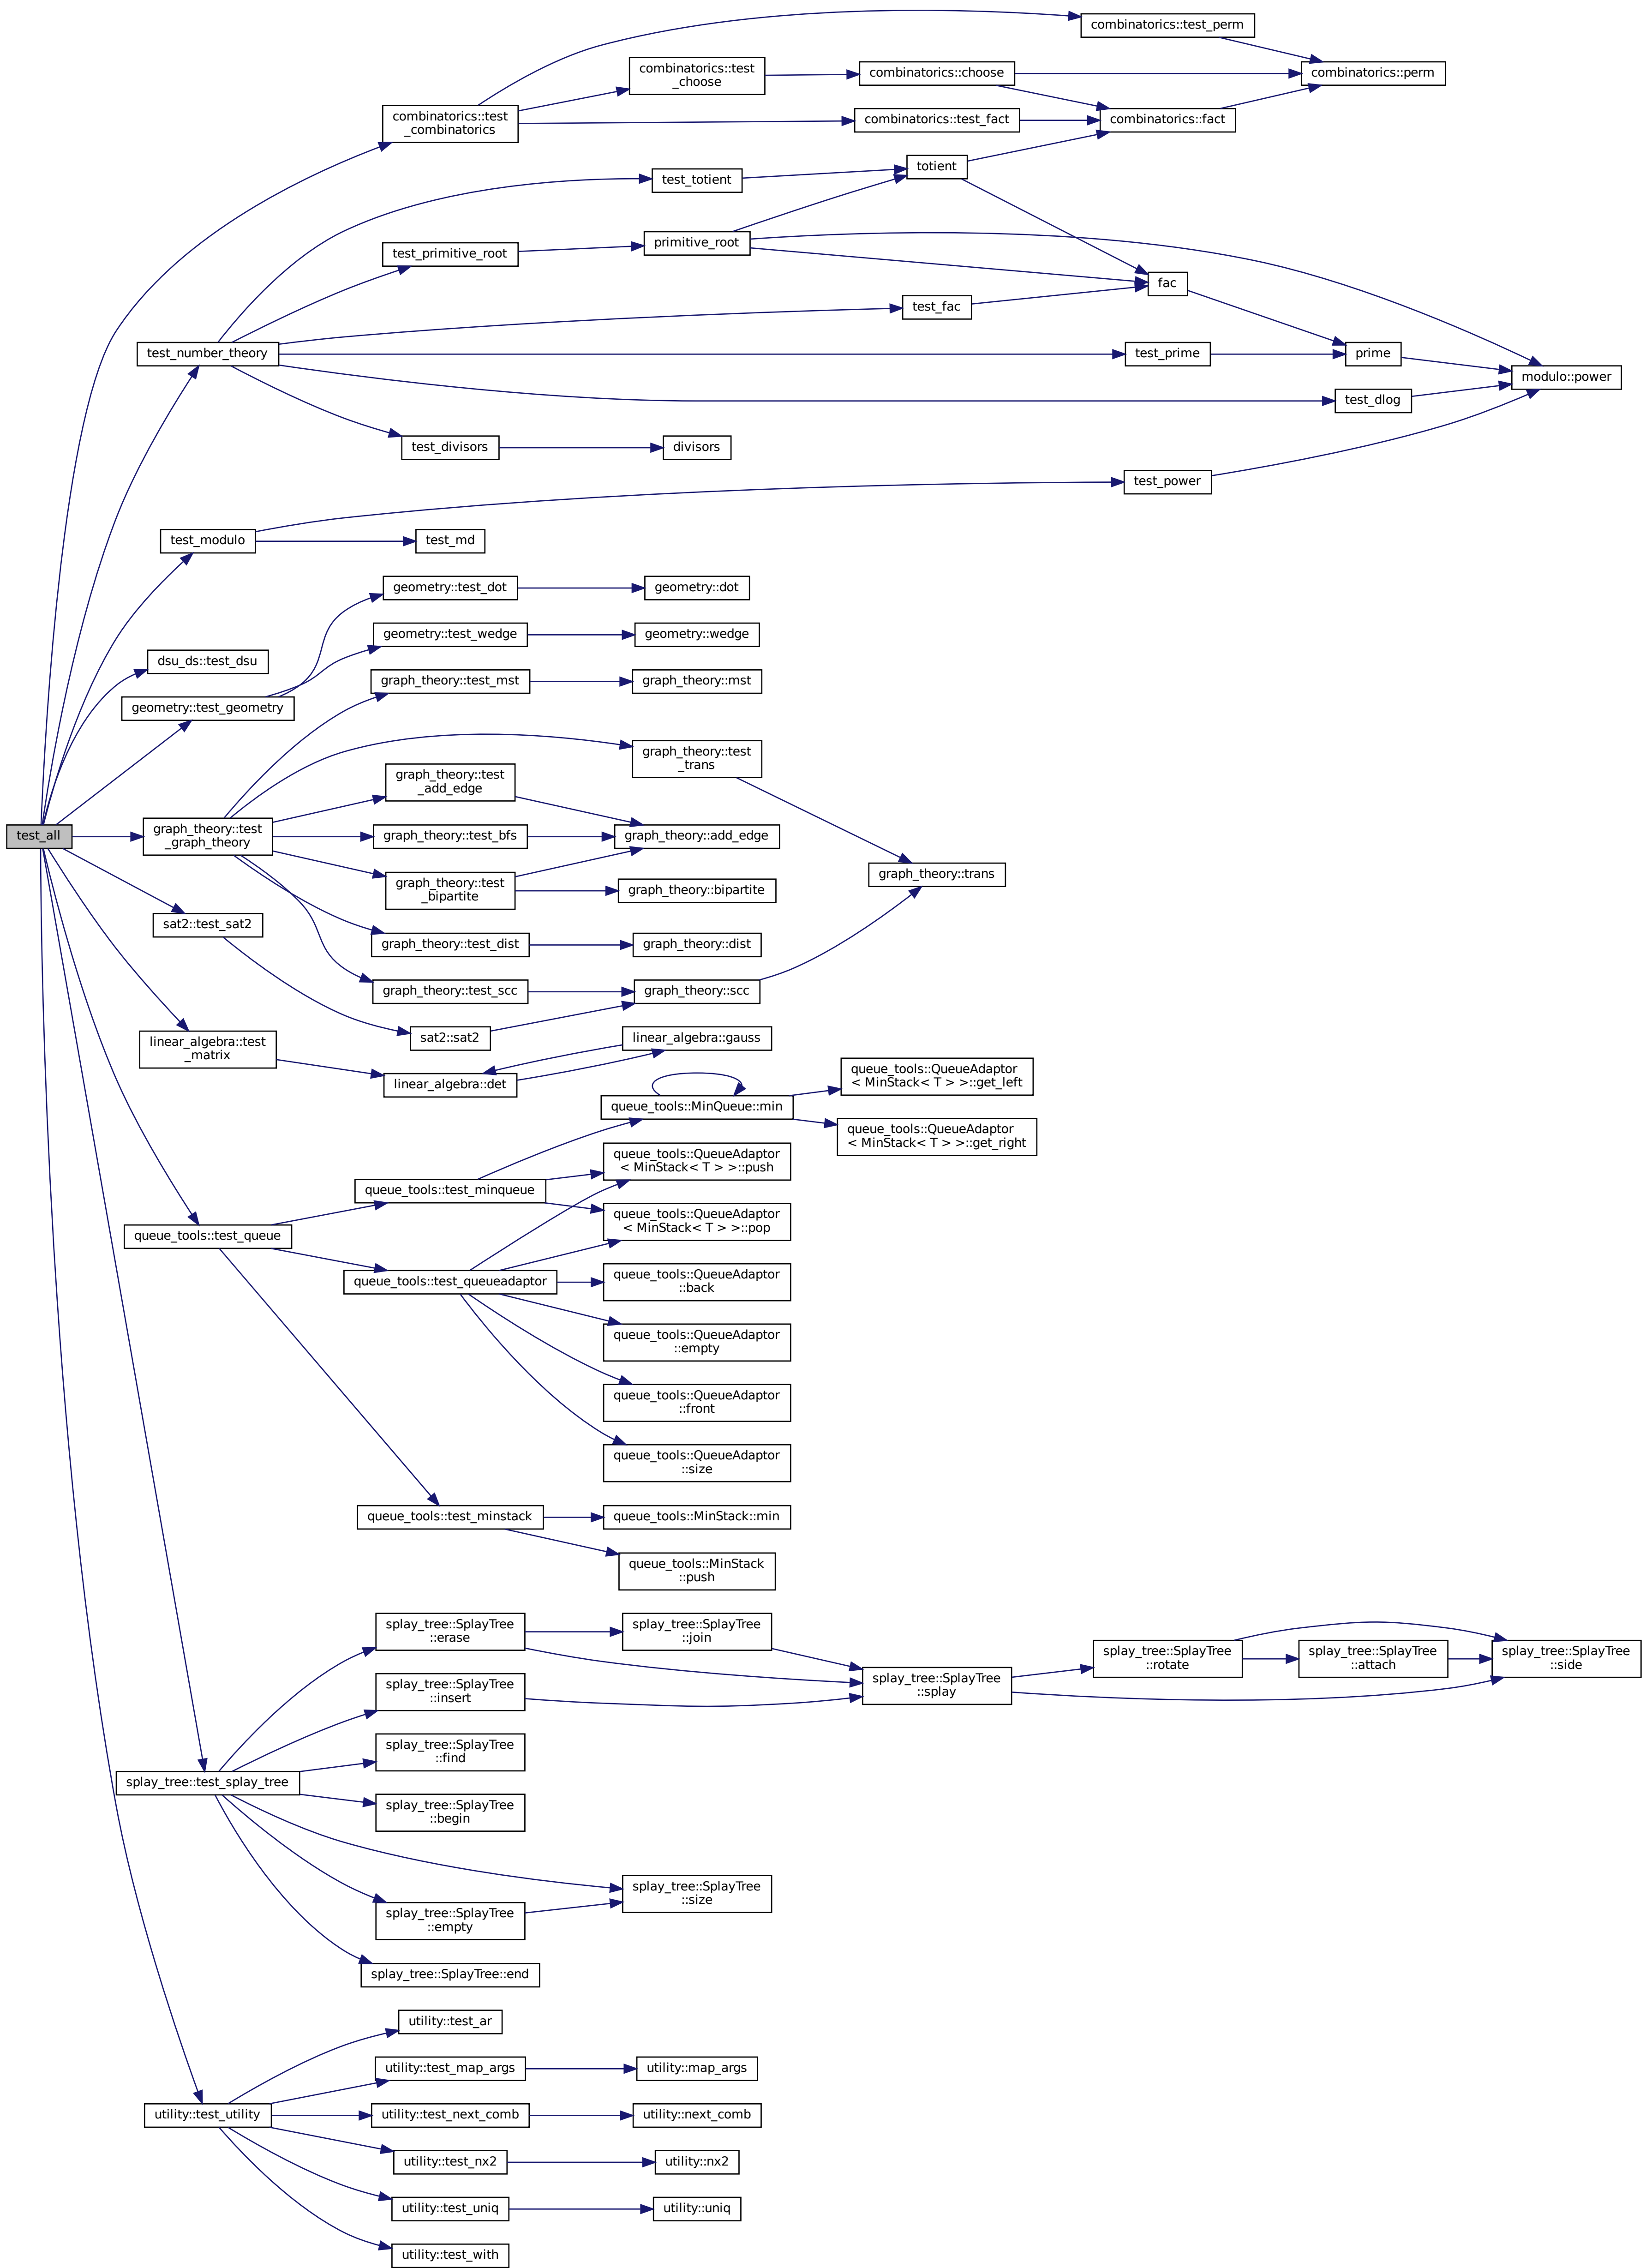 combinatorics::test_perm
combinatorics::test
_choose
combinatorics::choose
combinatorics::perm
combinatorics::test
_combinatorics
combinatorics::test_fact
combinatorics::fact
totient
test_totient
primitive_root
test_primitive_root
fac
test_fac
test_number_theory
test_prime
prime
modulo::power
test_dlog
test_divisors
divisors
test_power
test_modulo
test_md
geometry::test_dot
geometry::dot
geometry::test_wedge
geometry::wedge
dsu_ds::test_dsu
graph_theory::test_mst
graph_theory::mst
geometry::test_geometry
graph_theory::test
_trans
graph_theory::test
_add_edge
test_all
graph_theory::test
_graph_theory
graph_theory::test_bfs
graph_theory::add_edge
graph_theory::trans
graph_theory::test
_bipartite
graph_theory::bipartite
sat2::test_sat2
graph_theory::test_dist
graph_theory::dist
graph_theory::test_scc
graph_theory::scc
sat2::sat2
linear_algebra::gauss
linear_algebra::test
_matrix
linear_algebra::det
queue_tools::QueueAdaptor
< MinStack< T > >::get_left
queue_tools::MinQueue::min
queue_tools::QueueAdaptor
< MinStack< T > >::get_right
queue_tools::QueueAdaptor
< MinStack< T > >::push
queue_tools::test_minqueue
queue_tools::QueueAdaptor
< MinStack< T > >::pop
queue_tools::test_queue
queue_tools::test_queueadaptor
queue_tools::QueueAdaptor
::back
queue_tools::QueueAdaptor
::empty
queue_tools::QueueAdaptor
::front
queue_tools::QueueAdaptor
::size
queue_tools::test_minstack
queue_tools::MinStack::min
queue_tools::MinStack
::push
splay_tree::SplayTree
::erase
splay_tree::SplayTree
::join
splay_tree::SplayTree
::rotate
splay_tree::SplayTree
::attach
splay_tree::SplayTree
::side
splay_tree::SplayTree
::splay
splay_tree::SplayTree
::insert
splay_tree::SplayTree
::find
splay_tree::test_splay_tree
splay_tree::SplayTree
::begin
splay_tree::SplayTree
::size
splay_tree::SplayTree
::empty
splay_tree::SplayTree::end
utility::test_ar
utility::test_map_args
utility::map_args
utility::test_utility
utility::test_next_comb
utility::next_comb
utility::test_nx2
utility::nx2
utility::test_uniq
utility::uniq
utility::test_with